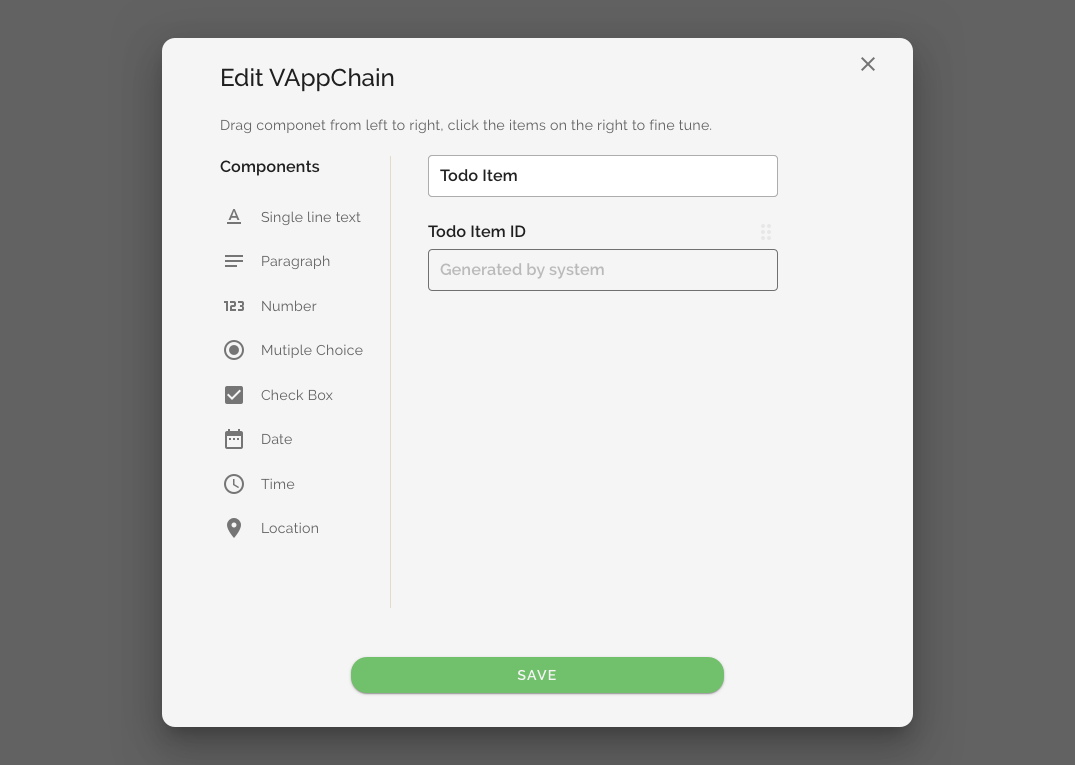 Edit VAppChain
Drag componet from left to right, click the items on the right to fine tune.
Components
Single line text
Paragraph
123 Number
Mutiple Choice
Check Box
Date
Time
Location
Todo Item
Todo Item ID
Generated by system
SAVE